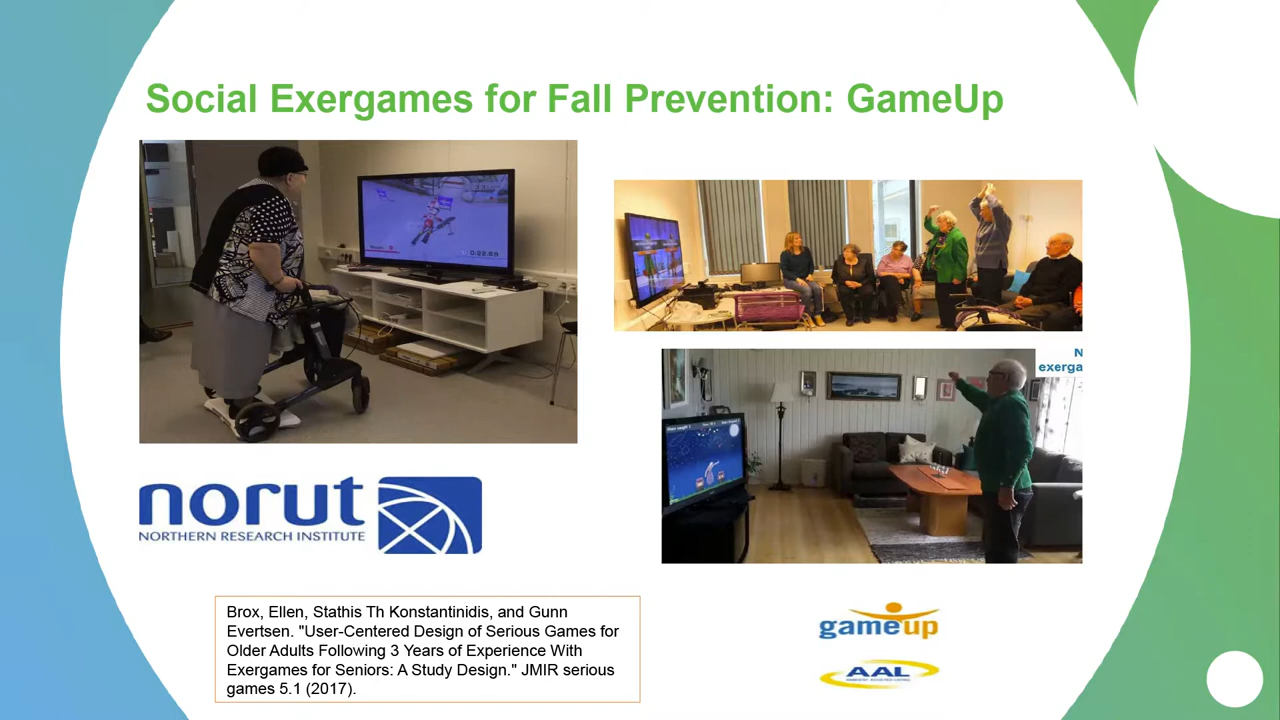 Social Exergames for Fall Prevention: GameUp
N
exerga
norut
NORTHERN RESEARCH INSTITUTE
Brox, Ellen, Stathis Th Konstantinidis, and Gunn
Evertsen. "User-Centered Design of Serious Games for
Older Adults Following 3 Years of Experience With
Exergames for Seniors: A Study Design." JMIR serious
games 5.1 (2017).
gameup
AAL